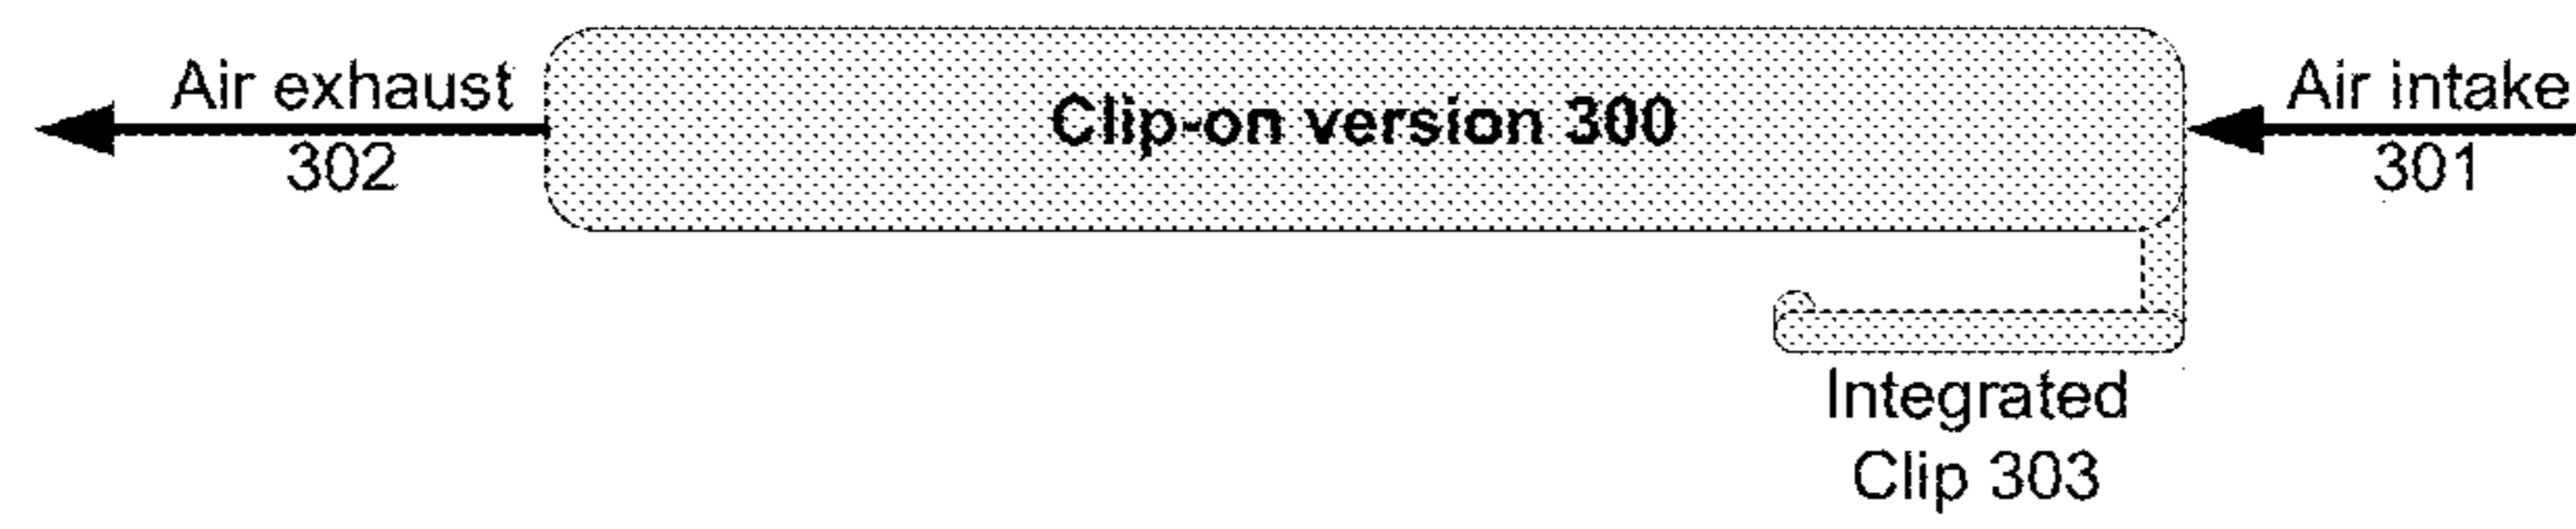 Air exhaust
302
Clip-on version 300
Air intake
301
Integrated
Clip 303